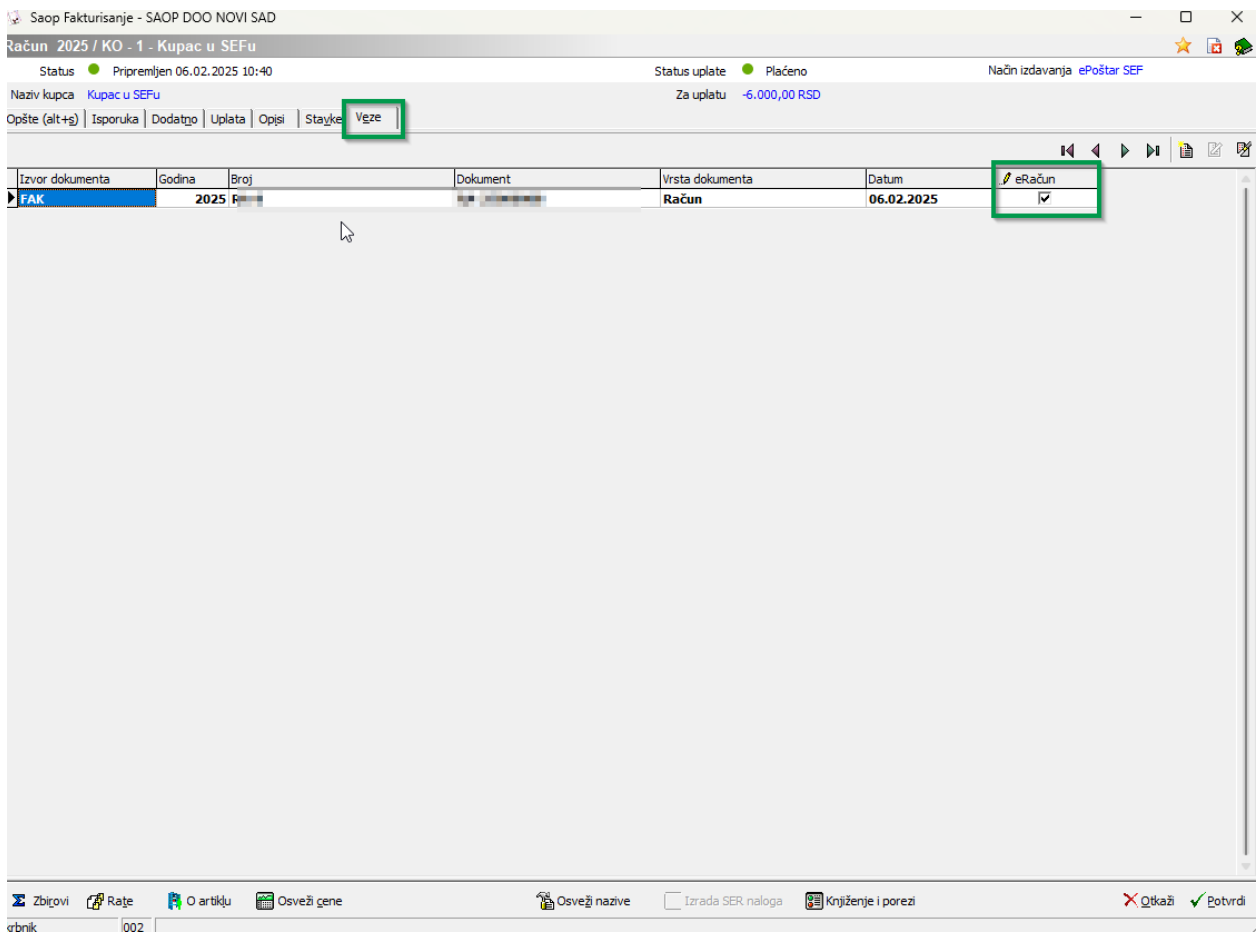 Saop Fakturisanje - SAOP DOO NOVI SAD
Račun 2025 / KO - 1 - Kupac u SEFu
Status Pripremljen 06.02.2025 10:40 Status uplate Plaćeno Način izdavanja ePoštar SEF
Naziv kupca Kupac u SEFu Za uplatu -6.000,00 RSD
Opšte (alt+s) Isporuka Dodatno Uplata Opisi Stavke Veze
Izvor dokumenta Godina Broj Dokument Vrsta dokumenta Datum eRačun
FAK 2025 Račun 06.02.2025
Zbirovi Rate O artiklu Osveži cene Osveži nazive Izrada SER naloga Knjiženje i porezi Otkaži Potvrdi
krbnik 002